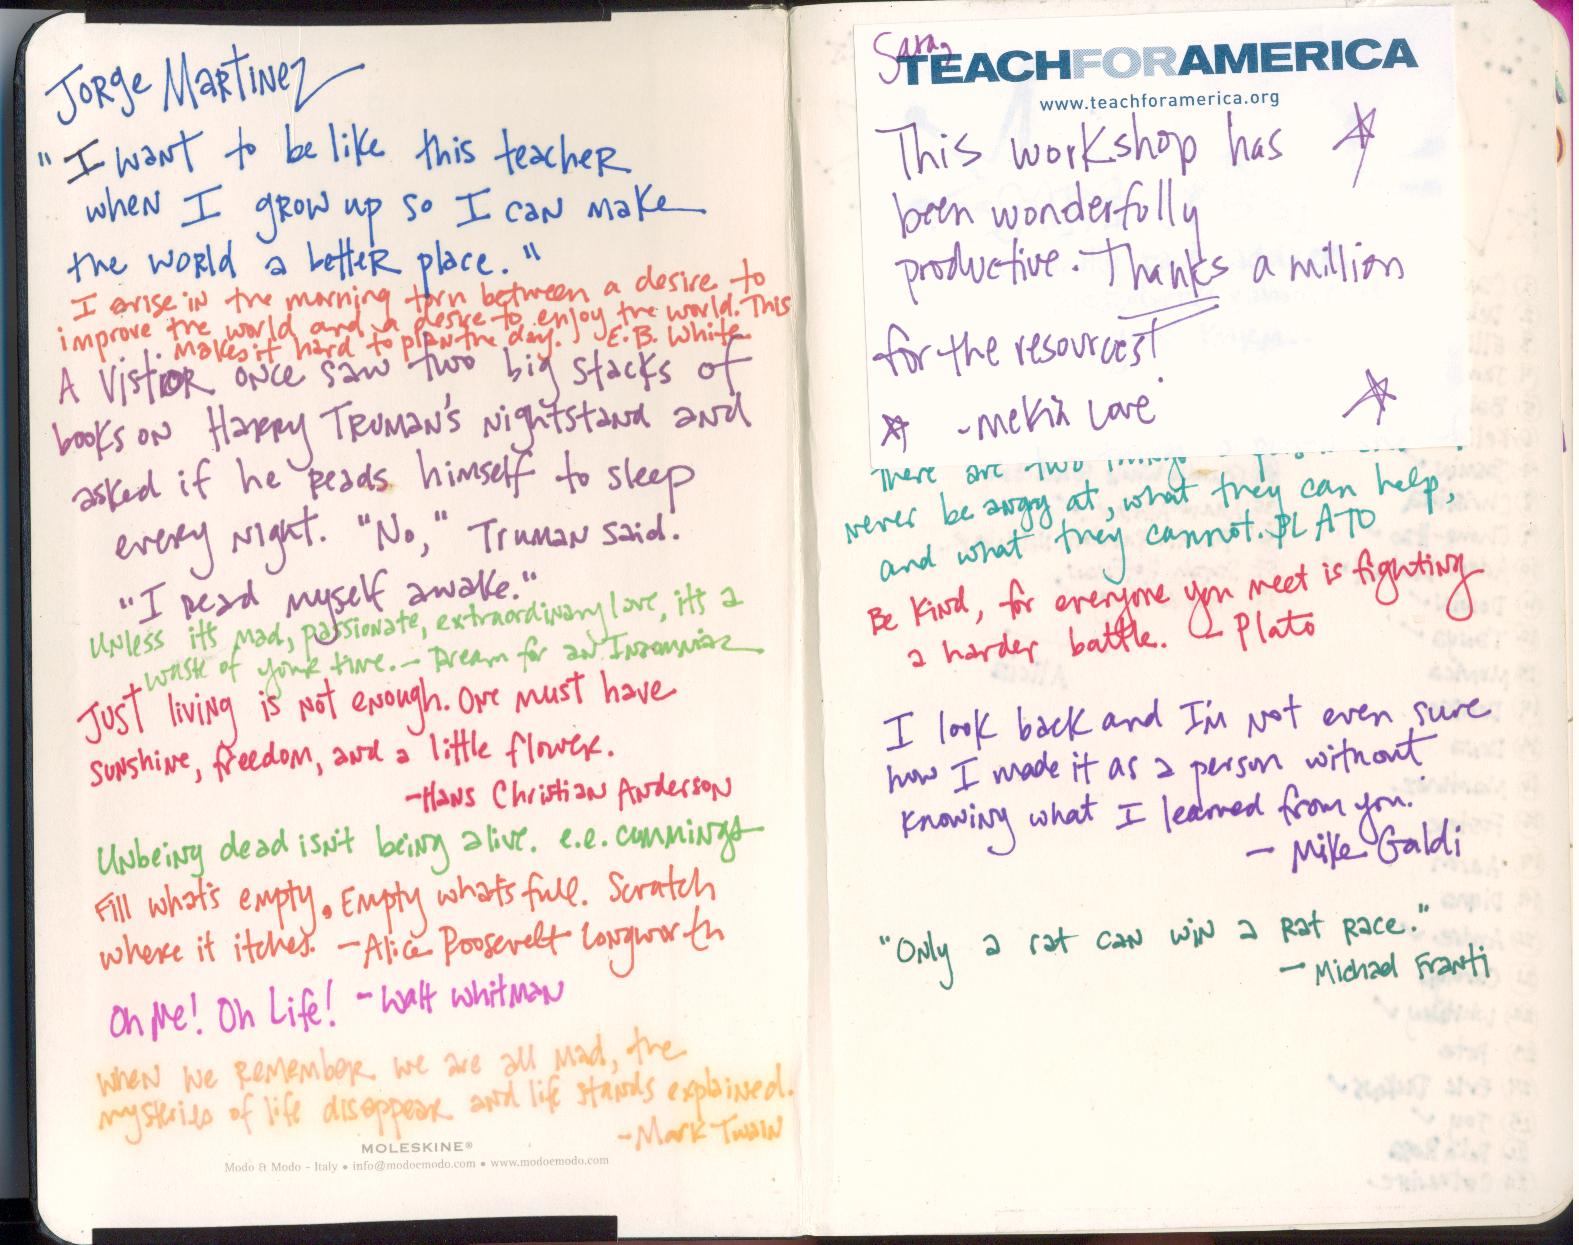 Jorge Martinez
"I want to be like this teacher
when I grow up so I can make
the world a better place."
I arise in the morning torn between a desire to
improve the world and a desire to enjoy the world. This
makes it hard to plan the day. E.B. White
A Vistior once saw two big stacks of
books on Harry Truman's nightstand and
asked if he reads himself to sleep
every night. "No," Truman said.
"I read myself awake."
Unless it's mad, passionate, extraordinary love, it's a
waste of your time. - Dream for an Insomniac
Just living is not enough. One must have
sunshine, freedom, and a little flower.
-Hans Christian Anderson
Unbeing dead isn't being alive. e.e. cummings
Fill what's empty. Empty what's full. Scratch
where it itches. -Alice Roosevelt Longworth
Oh Me! Oh Life! -Walt Whitman
When we remember we are all mad, the
mysteries of life disappear and life stands explained.
-Mark Twain
MOLESKINE®
Modo & Modo - Italy • info@modoemodo.com • www.modoemodo.com
Sara,
TEACHFORAMERICA
www.teachforamerica.org
This workshop has
been wonderfully
productive. Thanks a million
for the resources!
-mekia Love
There are two things a
never be angry at, what they can help,
and what they cannot. PLATO
Be kind, for everyone you meet is fighting
a harder battle. - Plato
I look back and I'm not even sure
how I made it as a person without
knowing what I learned from you.
- Mike Galdi
"Only a rat can win a rat race."
- Michael Franti